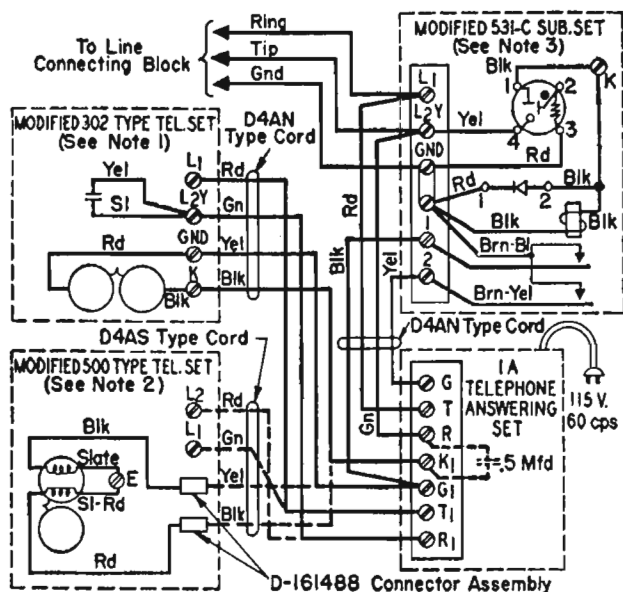 To Line
Connecting Block
Ring
Tip
Gnd
MODIFIED 531-C SUB. SET
(See Note 3)
Blk
1
2
K
L1
L2Y
Yel
4
3
GND
Rd
Rd
1
2
Blk
Blk
Blk
1
Brn-Bl
2
Brn-Yel
MODIFIED 302 TYPE TEL. SET
(See Note 1)
D4AN
Type Cord
Yel
L1
Rd
L2Y
Sl
Gn
GND
Rd
Yel
K
Blk
Blk
Rd
Blk
Yel
Gn
D4AN Type Cord
D4AS Type Cord
MODIFIED 500 TYPE TEL. SET
(See Note 2)
L2
Rd
L1
Gn
Blk
Slate
E
Sl-Rd
Yel
Blk
Rd
D-161488 Connector Assembly
1A
TELEPHONE
ANSWERING
SET
G
T
R
K1
G1
T1
R1
.5 Mfd
115 V.
60 cps